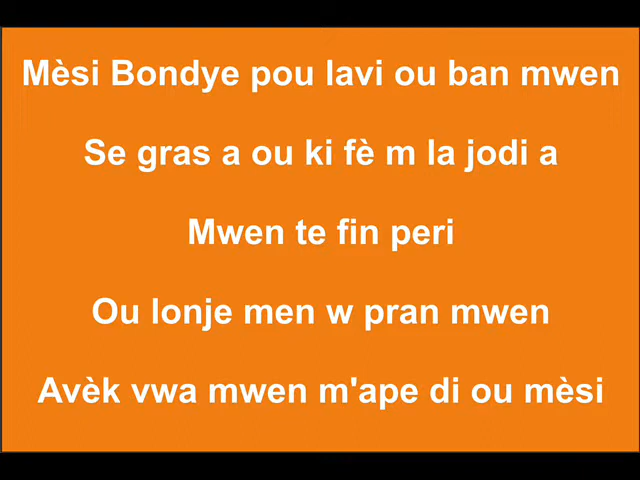 Mèsi Bondye pou lavi ou ban mwen
Se gras a ou ki fè m la jodi a
Mwen te fin peri
Ou lonje men w pran mwen
Avèk vwa mwen m'ape di ou mèsi